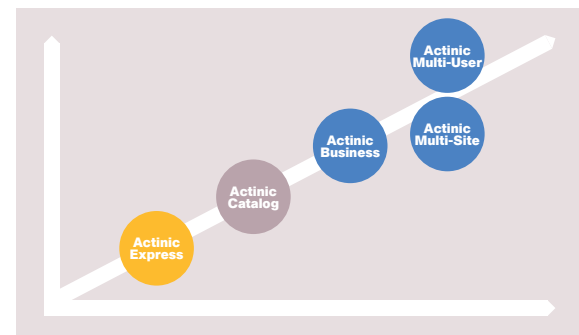 Actinic
Multi-User
Actinic
Multi-Site
Actinic
Business
Actinic
Catalog
Actinic
Express